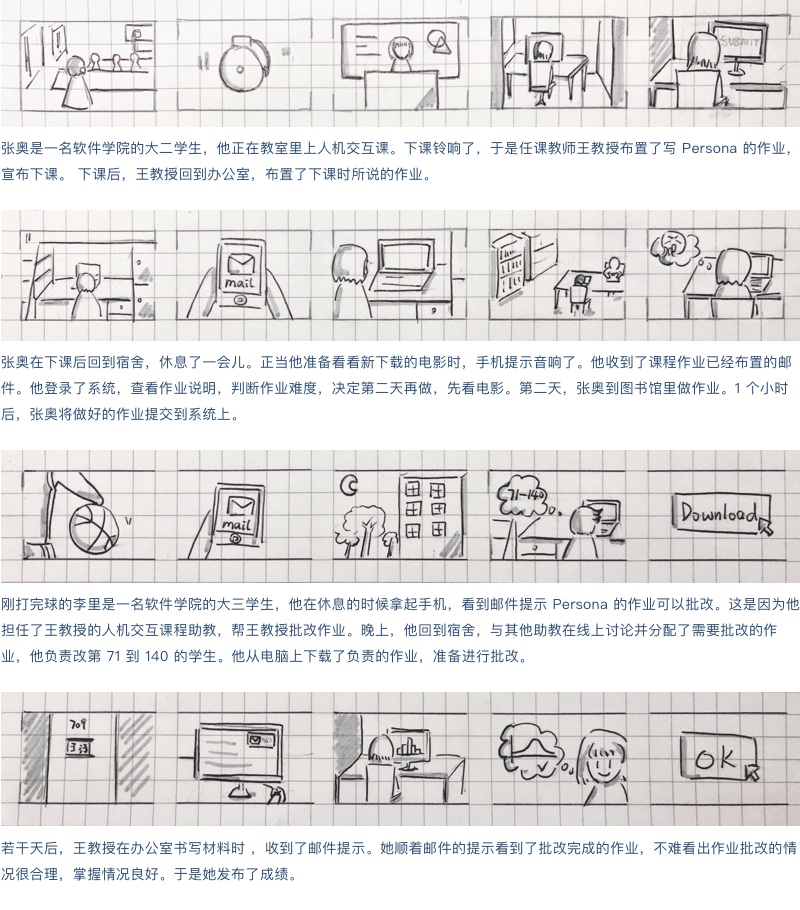 SUBMIT
张奥是一名软件学院的大二学生，他正在教室里上人机交互课。下课铃响了，于是任课教师王教授布置了写 Persona 的作业，
宣布下课。 下课后，王教授回到办公室，布置了下课时所说的作业。
mail
张奥在下课后回到宿舍，休息了一会儿。正当他准备看看新下载的电影时，手机提示音响了。他收到了课程作业已经布置的邮
件。他登录了系统，查看作业说明，判断作业难度，决定第二天再做，先看电影。第二天，张奥到图书馆里做作业。1 个小时
后，张奥将做好的作业提交到系统上。
mail
71-140
Download
刚打完球的李里是一名软件学院的大三学生，他在休息的时候拿起手机，看到邮件提示 Persona 的作业可以批改。这是因为他
担任了王教授的人机交互课程助教，帮王教授批改作业。晚上，他回到宿舍，与其他助教在线上讨论并分配了需要批改的作
业，他负责改第 71 到 140 的学生。他从电脑上下载了负责的作业，准备进行批改。
709
OK
若干天后，王教授在办公室书写材料时 ，收到了邮件提示。她顺着邮件的提示看到了批改完成的作业，不难看出作业批改的情
况很合理，掌握情况良好。于是她发布了成绩。